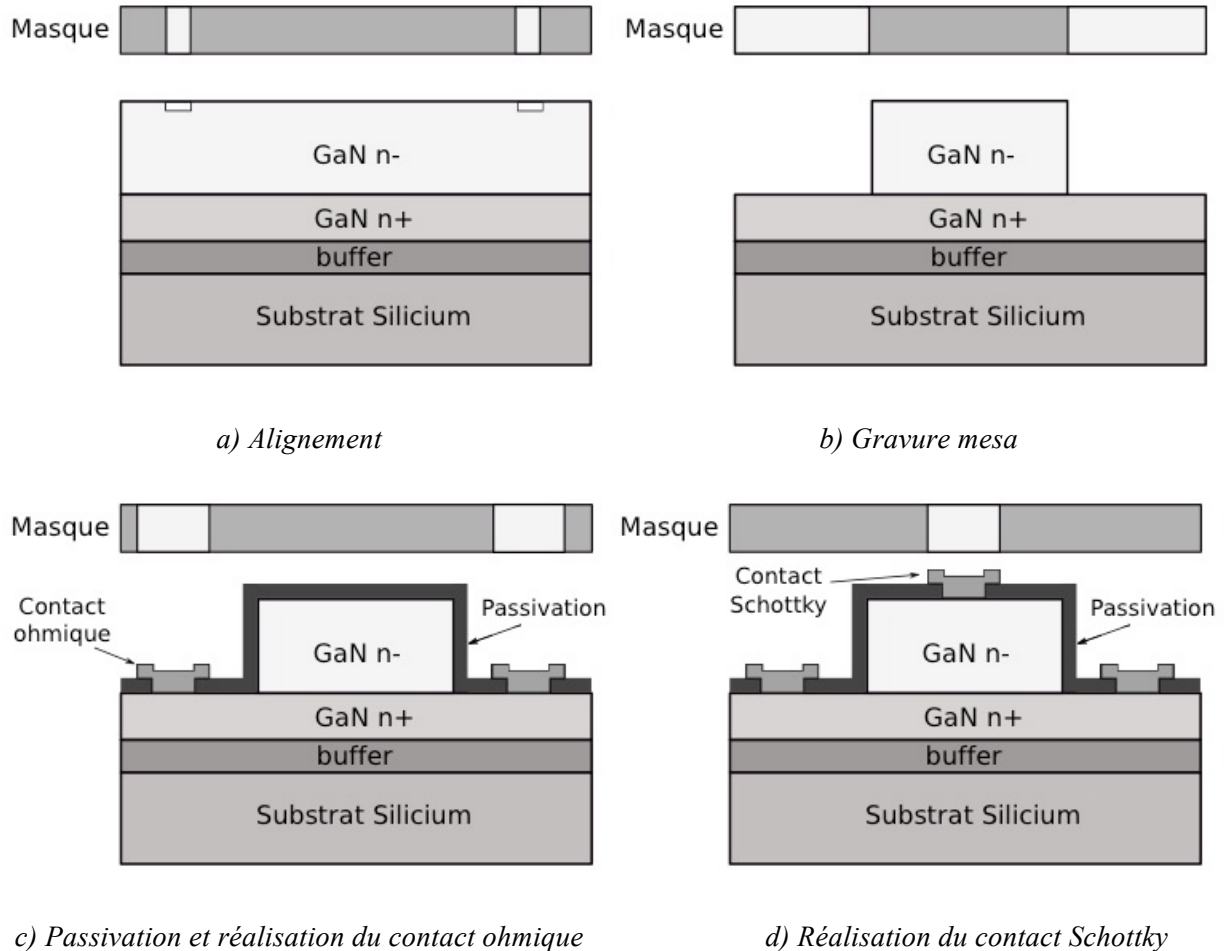 Masque
GaN n-
GaN n+
buffer
Substrat Silicium
a) Alignement
Masque
GaN n-
GaN n+
buffer
Substrat Silicium
b) Gravure mesa
Masque
Contact
ohmique
Passivation
GaN n-
GaN n+
buffer
Substrat Silicium
c) Passivation et réalisation du contact ohmique
Masque
Contact
Schottky
Passivation
GaN n-
GaN n+
buffer
Substrat Silicium
d) Réalisation du contact Schottky